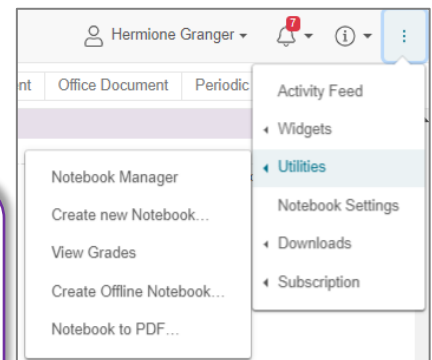 Hermione Granger
7
nt Office Document Periodic
Activity Feed
Widgets
Utilities
Notebook Settings
Downloads
Subscription
Notebook Manager
Create new Notebook...
View Grades
Create Offline Notebook...
Notebook to PDF...